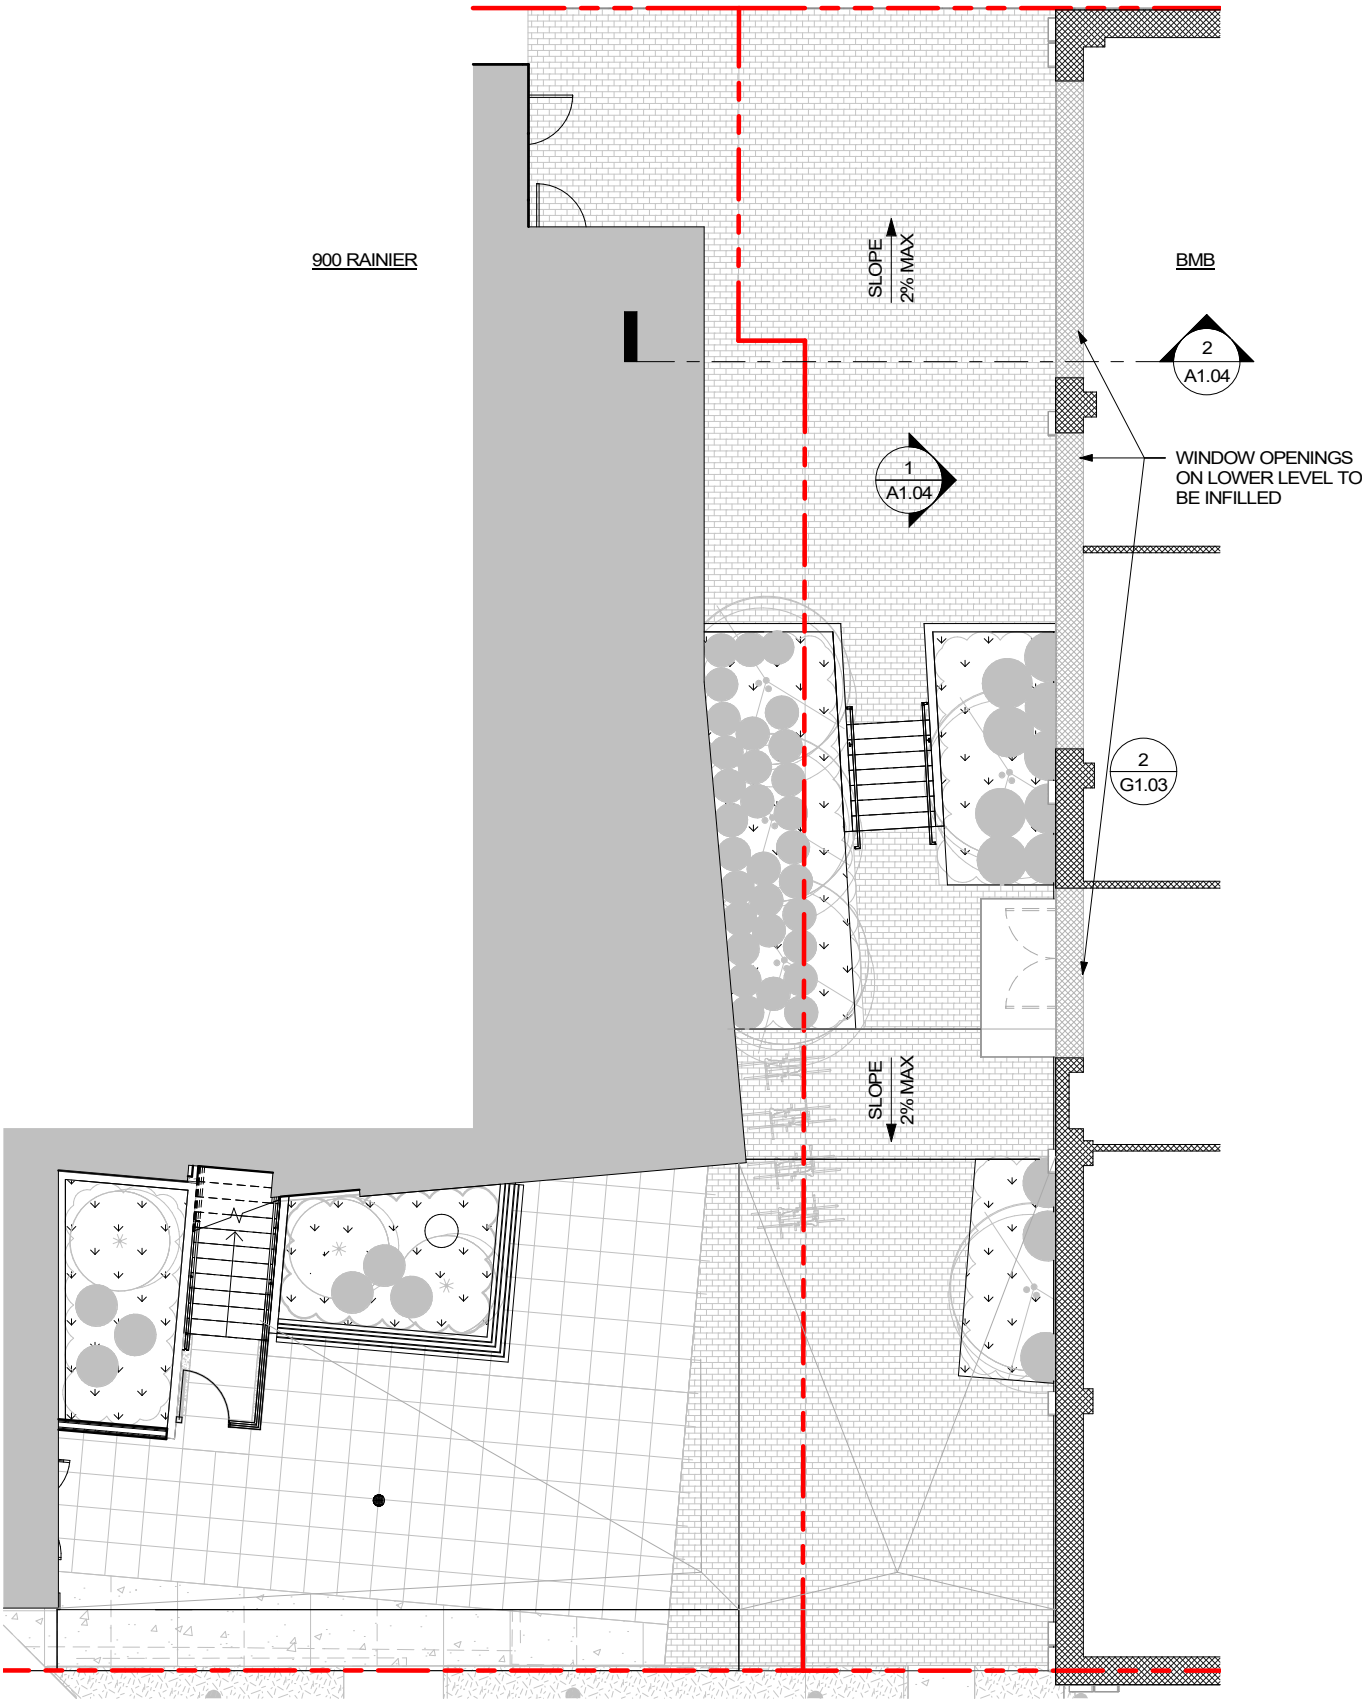 900 RAINIER
SLOPE
2% MAX
BMB
2
A1.04
1
A1.04
WINDOW OPENINGS
ON LOWER LEVEL TO
BE INFILLED
2
G1.03
SLOPE
2% MAX